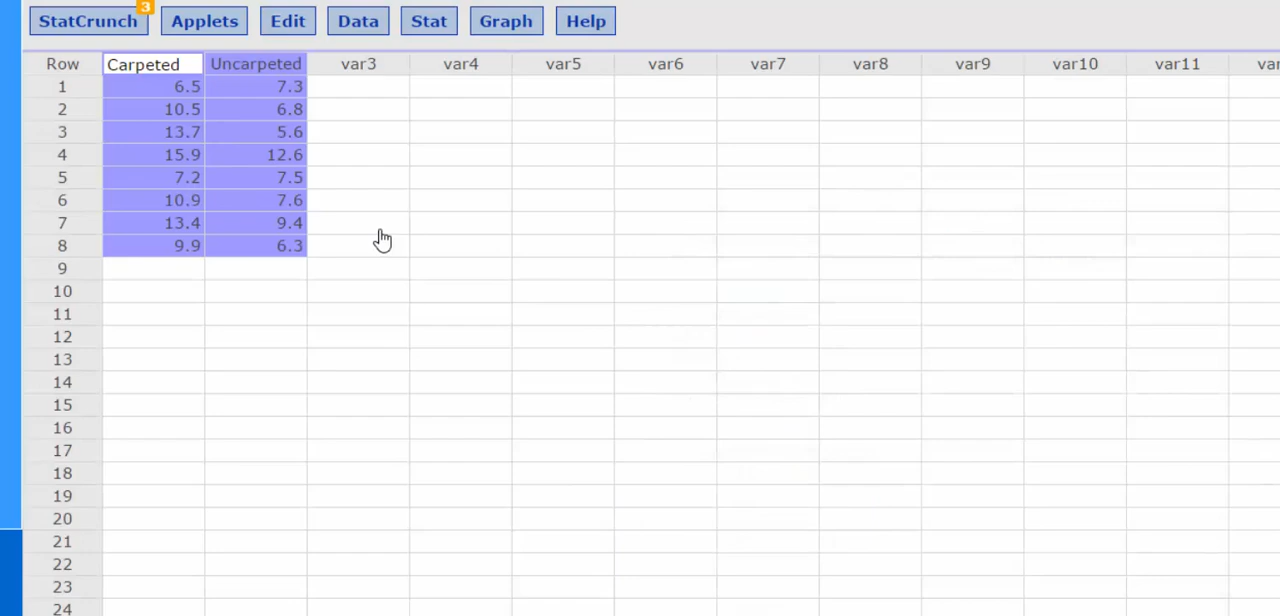 3
StatCrunch Applets Edit Data Stat Graph Help
Row Carpeted Uncarpeted var3 var4 var5 var6 var7 var8 var9 var10 var11 var
1 6.5 7.3
2 10.5 6.8
3 13.7 5.6
4 15.9 12.6
5 7.2 7.5
6 10.9 7.6
7 13.4 9.4
8 9.9 6.3
9
10
11
12
13
14
15
16
17
18
19
20
21
22
23
24